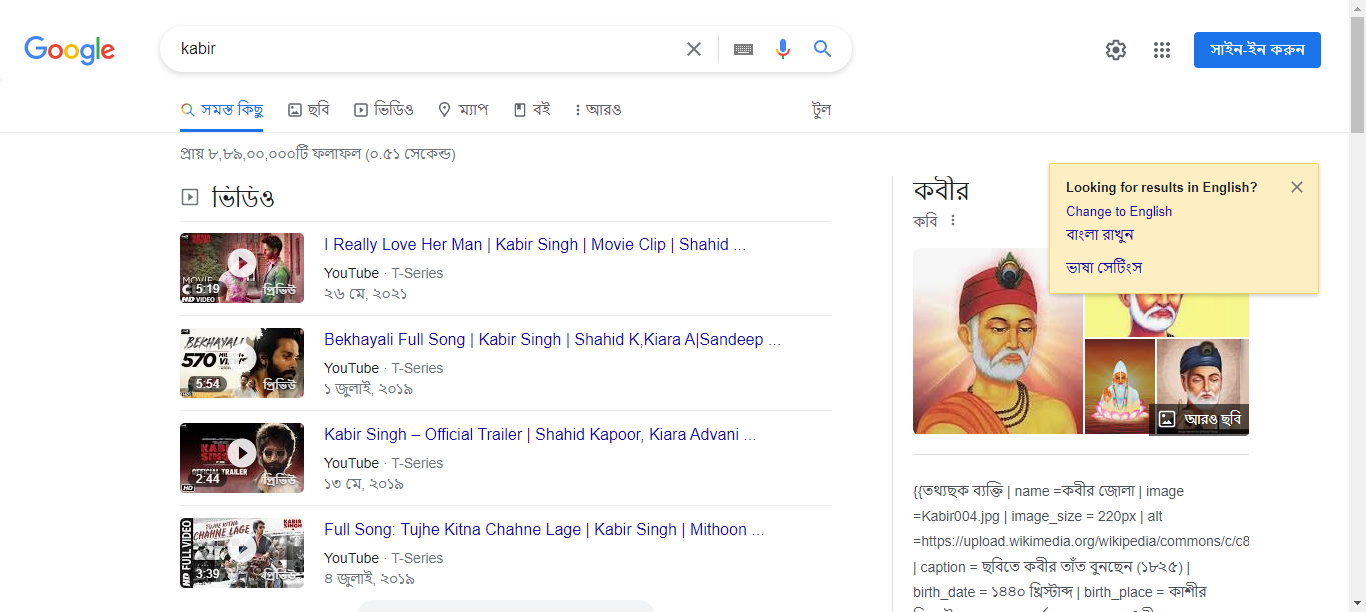 Google
kabir
সাইন-ইন করুন
সমস্ত কিছু
ছবি
ভিডিও
ম্যাপ
বই
আরও
টুল
প্রায় ৮,৮৯,০০,০০০টি ফলাফল (০.৫১ সেকেন্ড)
ভিডিও
5:19
প্রিভিউ
I Really Love Her Man | Kabir Singh | Movie Clip | Shahid ...
YouTube · T-Series
২৬ মে, ২০২১
BEKHAYALI
570
5:54
প্রিভিউ
Bekhayali Full Song | Kabir Singh | Shahid K,Kiara A|Sandeep ...
YouTube · T-Series
১ জুলাই, ২০১৯
2:44
প্রিভিউ
Kabir Singh – Official Trailer | Shahid Kapoor, Kiara Advani ...
YouTube · T-Series
১৩ মে, ২০১৯
TUJHE KITNA
CHAHNE LAGE
KABIR
SINGH
HD FULL VIDEO
3:39
প্রিভিউ
Full Song: Tujhe Kitna Chahne Lage | Kabir Singh | Mithoon ...
YouTube · T-Series
৪ জুলাই, ২০১৯
কবীর
কবি
Looking for results in English?
Change to English
বাংলা রাখুন
ভাষা সেটিংস
আরও ছবি
{{তথ্যছক ব্যক্তি | name =কবীর জোলা | image
=Kabir004.jpg | image_size = 220px | alt
=https://upload.wikimedia.org/wikipedia/commons/c/c8
| caption = ছবিতে কবীর তাঁত বুনছেন (১৮২৫) |
birth_date = ১৪৪০ খ্রিস্টাব্দ | birth_place = কাশীর